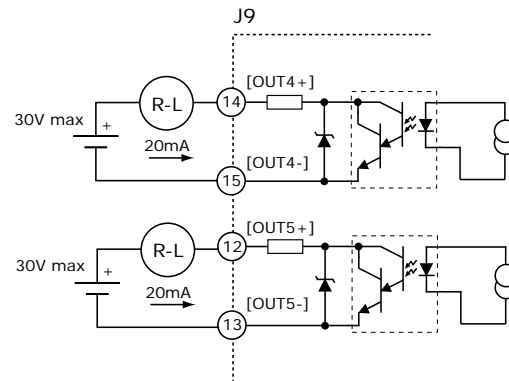 J9
[OUT4+]
R-L
14
30V max
+
20mA
[OUT4-]
15
[OUT5+]
R-L
12
30V max
+
20mA
[OUT5-]
13